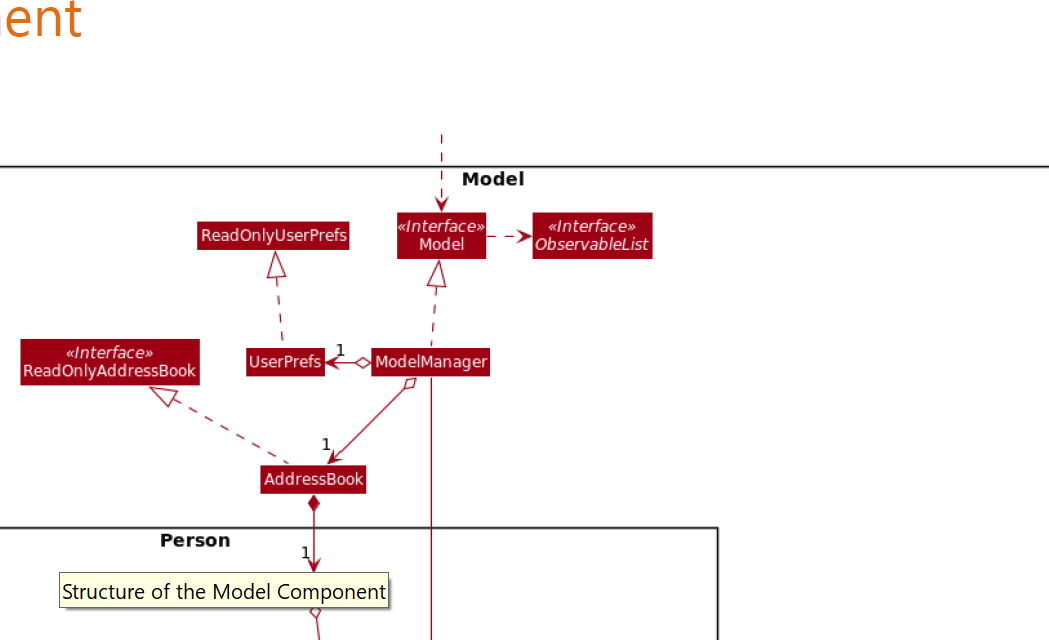 ent
Model
ReadOnlyUserPrefs
«Interface»
Model
«Interface»
ObservableList
1
UserPrefs
ModelManager
«Interface»
ReadOnlyAddressBook
1
AddressBook
Person
1
Structure of the Model Component